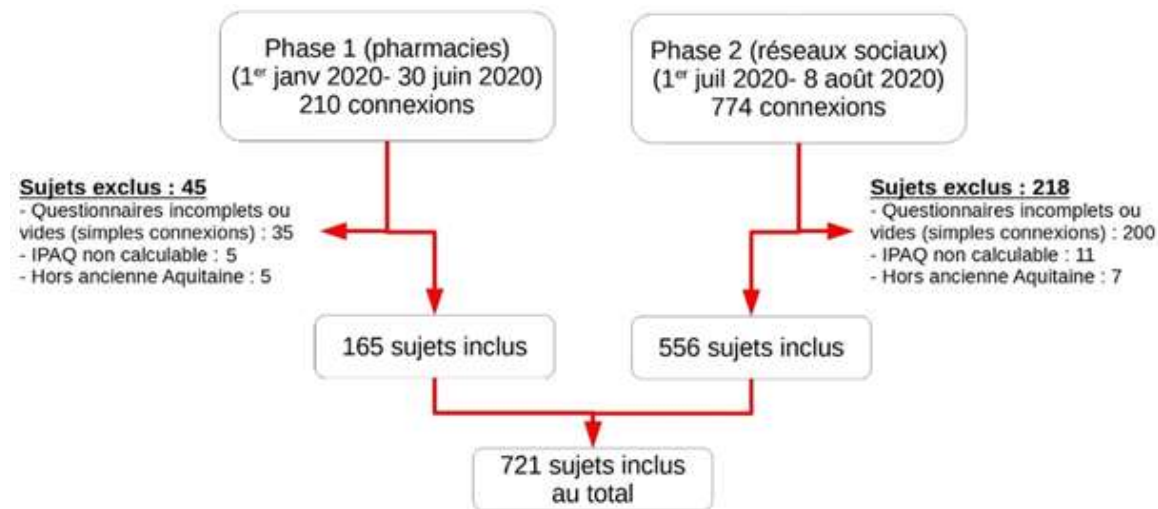 Phase 1 (pharmacies)
(1er janv 2020- 30 juin 2020)
210 connexions
Phase 2 (réseaux sociaux)
(1er juil 2020- 8 août 2020)
774 connexions
Sujets exclus : 45
- Questionnaires incomplets ou
vides (simples connexions) : 35
- IPAQ non calculable : 5
- Hors ancienne Aquitaine : 5
Sujets exclus : 218
- Questionnaires incomplets ou
vides (simples connexions) : 200
- IPAQ non calculable : 11
- Hors ancienne Aquitaine : 7
165 sujets inclus
556 sujets inclus
721 sujets inclus
au total